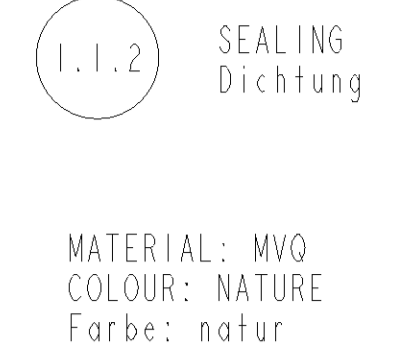 1.1.2
SEALING
Dichtung
MATERIAL: MVQ
COLOUR: NATURE
Farbe: natur